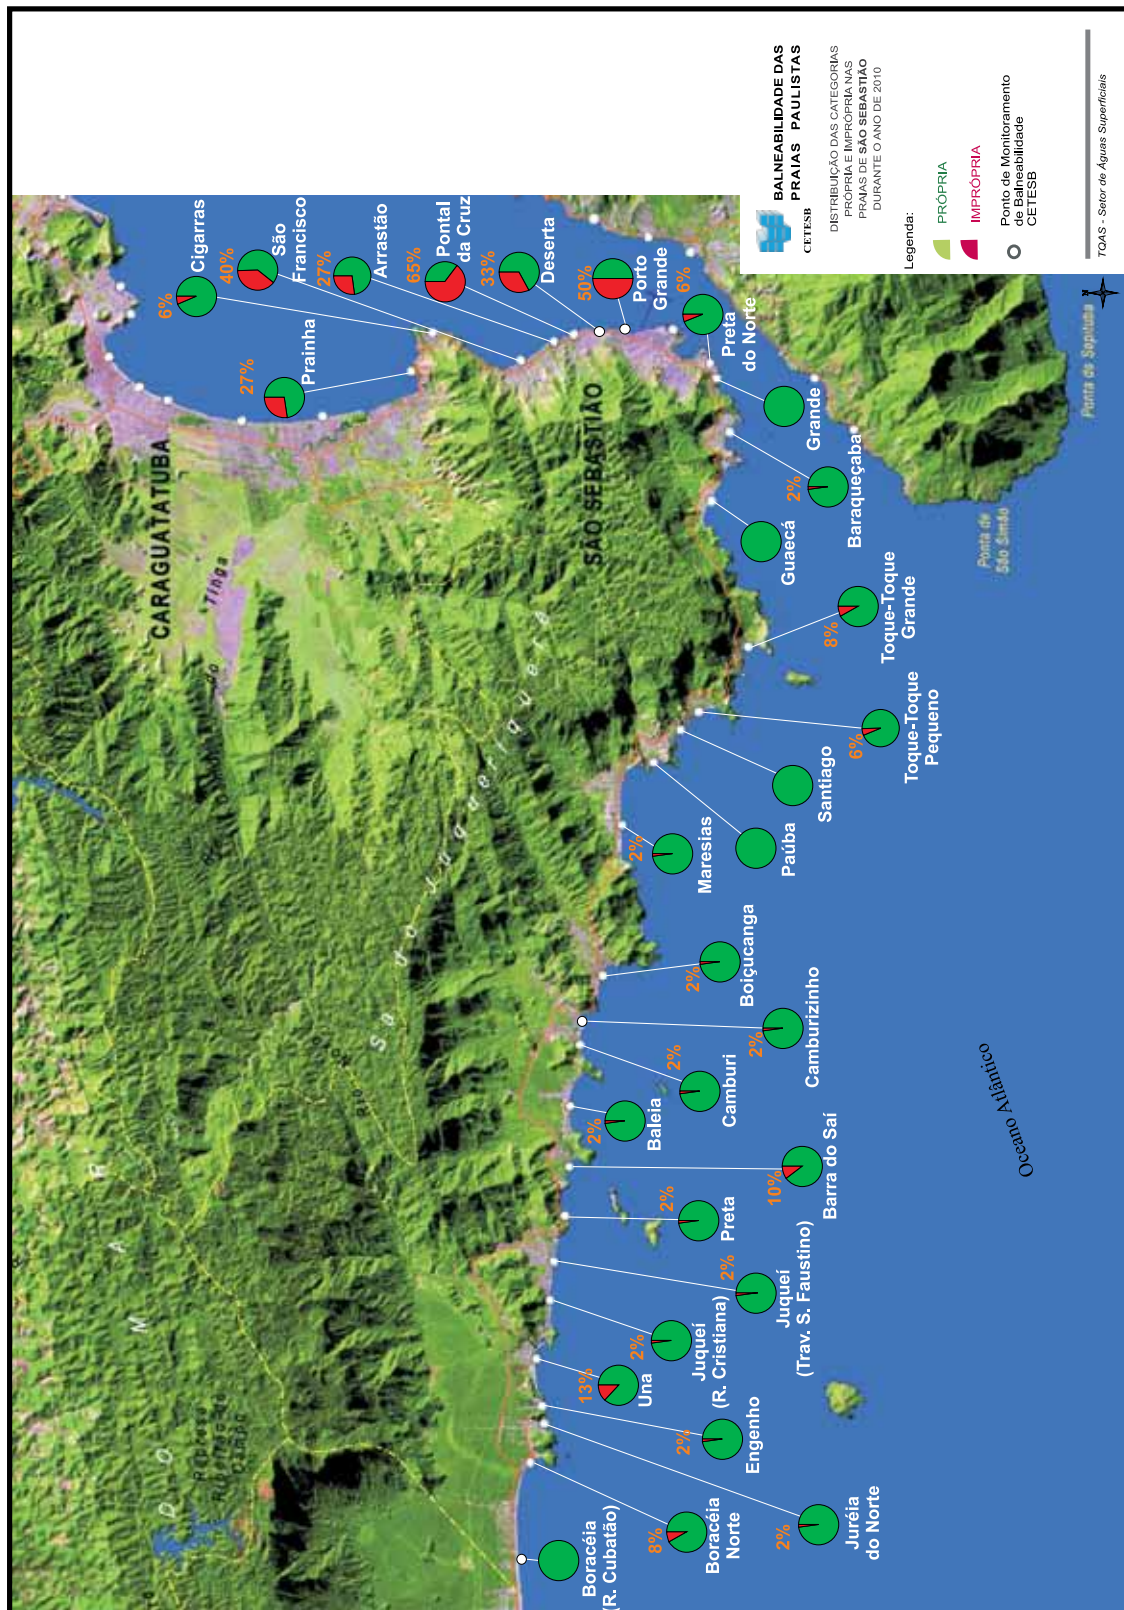 CARAGUATATUBA
SÃO SEBASTIÃO
Prainha
27%
Cigarras
6%
São
Francisco
40%
Arrastão
27%
Pontal
da Cruz
65%
Deserta
33%
Porto
Grande
50%
Preta
do Norte
6%
Grande
Baraqueçaba
2%
Guaecá
Toque-Toque
Grande
8%
Toque-Toque
Pequeno
6%
Santiago
Paúba
Maresias
2%
Boiçucanga
2%
Camburizinho
2%
Camburi
2%
Baleia
2%
Barra do Saí
10%
Preta
2%
Juqueí
(Trav. S. Faustino)
2%
Juqueí
(R. Cristiana)
2%
Una
13%
Engenho
2%
Juréia
do Norte
2%
Boracéia
Norte
8%
Boracéia
(R. Cubatão)
Oceano Atlântico
Ponta de
São Simão
Ponta da Sapituba
CETESB
BALNEABILIDADE DAS
PRAIAS PAULISTAS
DISTRIBUIÇÃO DAS CATEGORIAS
PRÓPRIA E IMPRÓPRIA NAS
PRAIAS DE SÃO SEBASTIÃO
DURANTE O ANO DE 2010
Legenda:
PRÓPRIA
IMPRÓPRIA
Ponto de Monitoramento
de Balneabilidade
CETESB
TQAS - Setor de Águas Superficiais